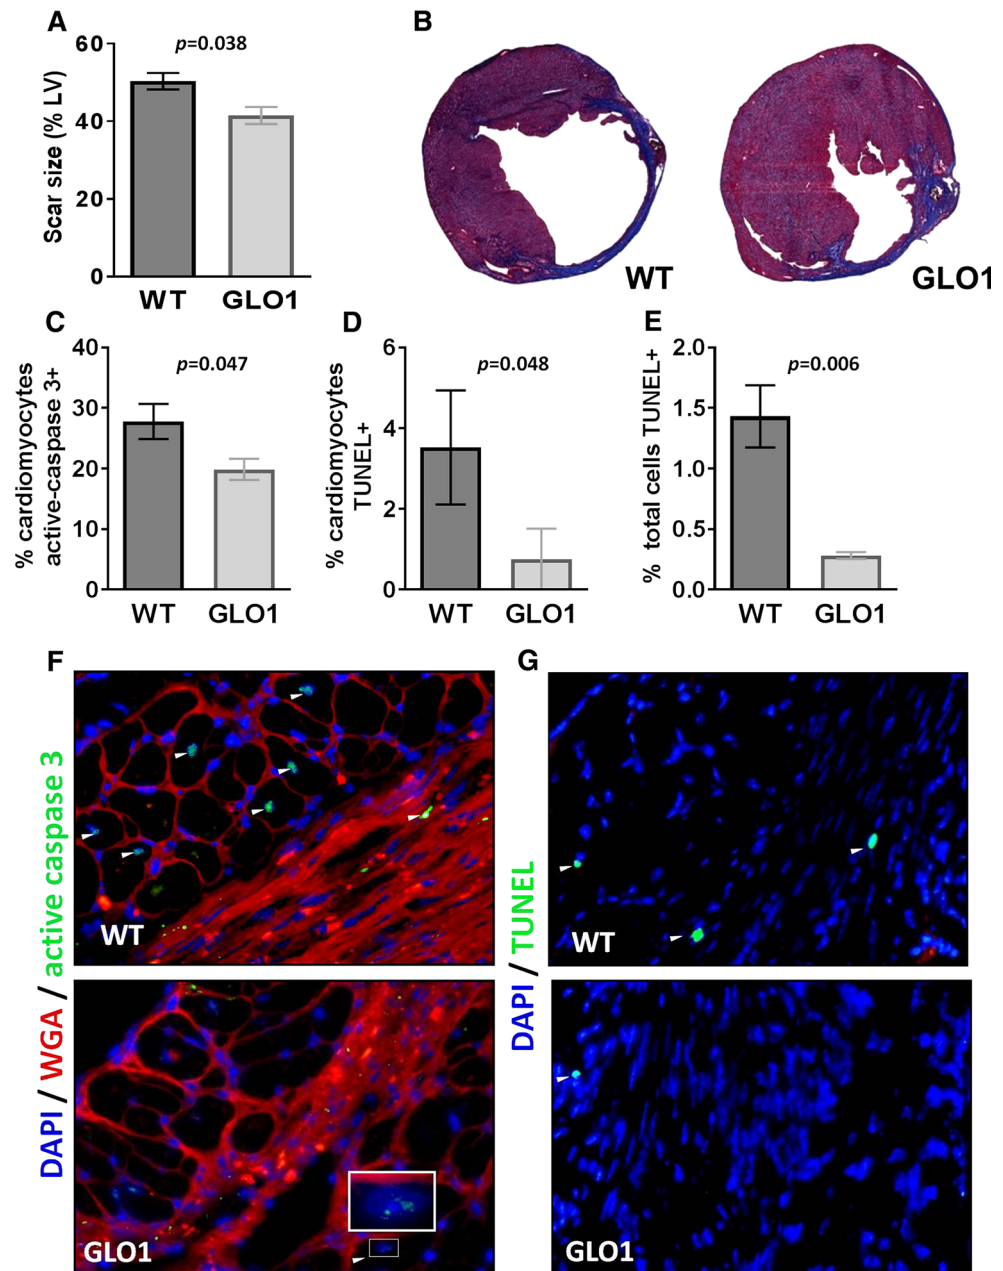 A
Scar size (% LV)
60
40
20
0
p=0.038
WT
GLO1
B
WT
GLO1
C
% cardiomyocytes
active-caspase 3+
40
30
20
10
0
p=0.047
WT
GLO1
D
% cardiomyocytes
TUNEL+
6
4
2
0
p=0.048
WT
GLO1
E
% total cells TUNEL+
2.0
1.5
1.0
0.5
0.0
p=0.006
WT
GLO1
F
DAPI / WGA / active caspase 3
WT
GLO1
G
DAPI / TUNEL
WT
GLO1